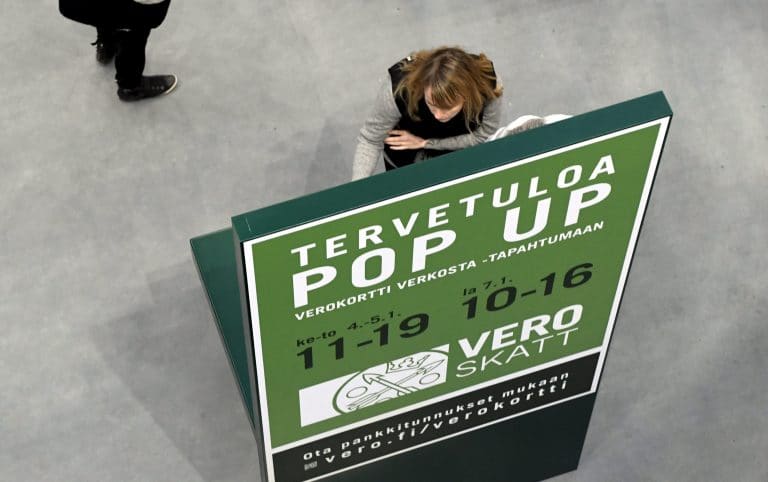 TERVETULOA
POP UP
VEROKORTTI VERKOSTA -TAPAHTUMAAN
ke-to 4.-5.1. la 7.1.
11-19 10-16
VERO
SKATT
Ota pankkitunnukset mukaan
vero.fi/verokortti